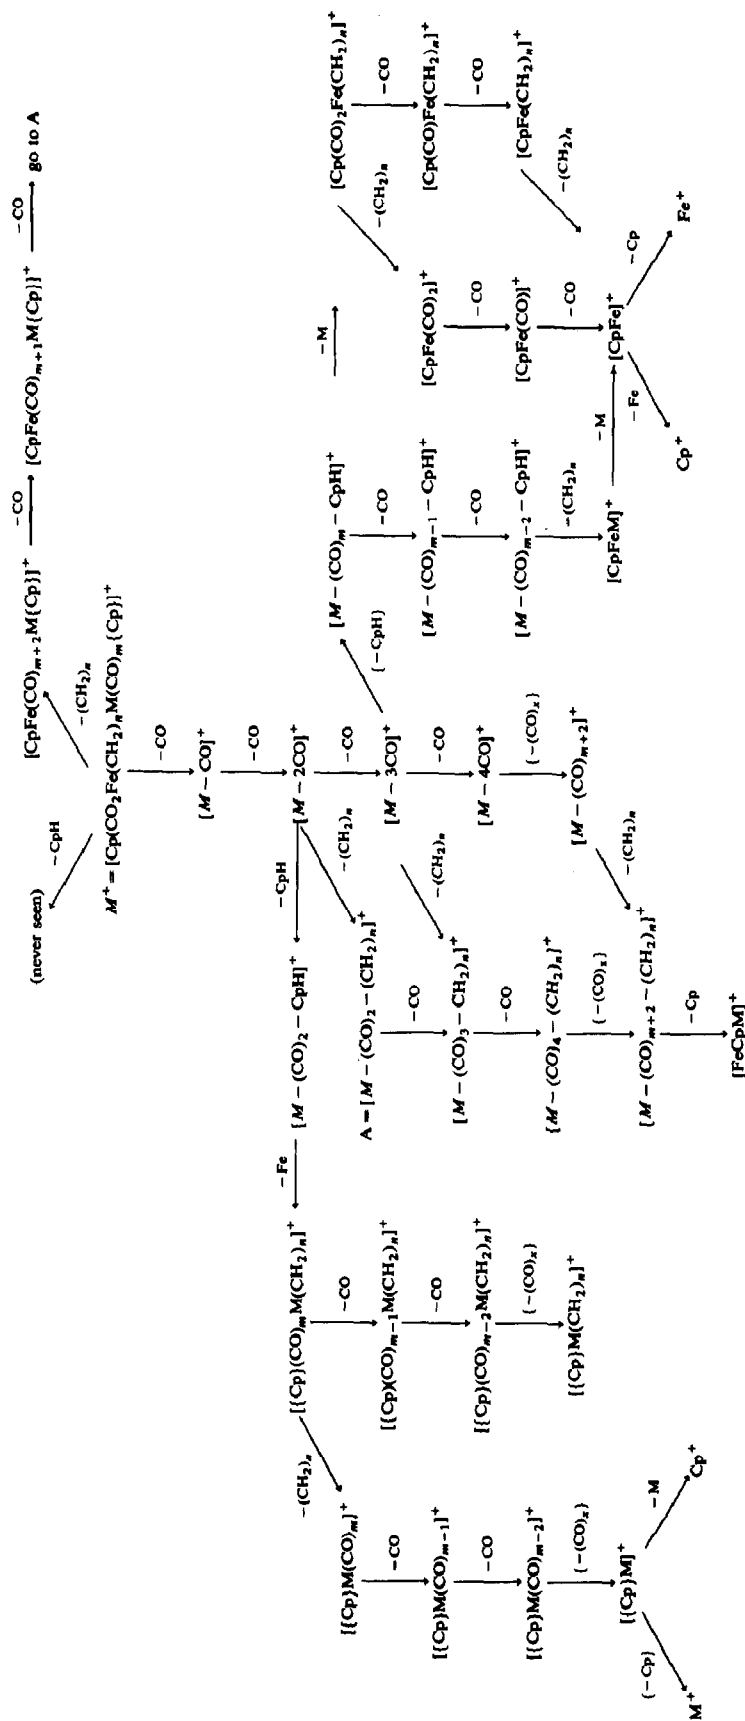 [CpFe(CO)m+2M{Cp}]⁺ —CO [CpFe(CO)m+1M{Cp}]⁺ —CO go to A
−(CH2)n
(never seen) −CpH
M⁺ = [Cp(CO2Fe(CH2)nM(CO)m{Cp}]⁺
−CO
[M − CO]⁺
−CO
[M − 2CO]⁺
−CO
[M − 3CO]⁺
−CO
[M − 4CO]⁺
{−(CO)x}
[M − (CO)m+2]⁺
−(CH2)n
−CpH
[M − (CO)2 − CpH]⁺
−(CH2)n
A = [M − (CO)2 − (CH2)n]⁺
−CO
−(CH2)n
[M − (CO)3 − CH2)n]⁺
−CO
{M − (CO)4 − (CH2)n]⁺
{−(CO)x}
[M − (CO)m+2 − (CH2)n]⁺
−Cp
[FeCpM]⁺
−Fe
[{Cp}(CO)mM(CH2)n]⁺
−CO
[{Cp)(CO)m−1M(CH2)n]⁺
−CO
[{Cp}(CO)m−2M(CH2)n]⁺
{−(CO)x}
[{Cp}M(CH2)n]⁺
−(CH2)n
[{Cp}M(CO)m]⁺
−CO
[{Cp}M(CO)m−1]⁺
−CO
[{Cp}M(CO)m−2]⁺
{−(CO)x}
[{Cp}M]⁺
{−Cp} −M
M⁺ Cp⁺
{−CpH}
[M − (CO)m − CpH]⁺
−CO
[M − (CO)m−1 − CpH]⁺
−CO
[M − (CO)m−2 − CpH]⁺
−(CH2)n
[CpFeM]⁺
−M
−M
[Cp(CO)2Fe(CH2)n]⁺
−CO
[Cp(CO)Fe(CH2)n]⁺
−CO
[CpFe(CH2)n]⁺
−(CH2)n
−(CH2)n
[CpFe(CO)2]⁺
−CO
[CpFe(CO)]⁺
−CO
[CpFe]⁺
−Fe −Cp
Cp⁺ Fe⁺